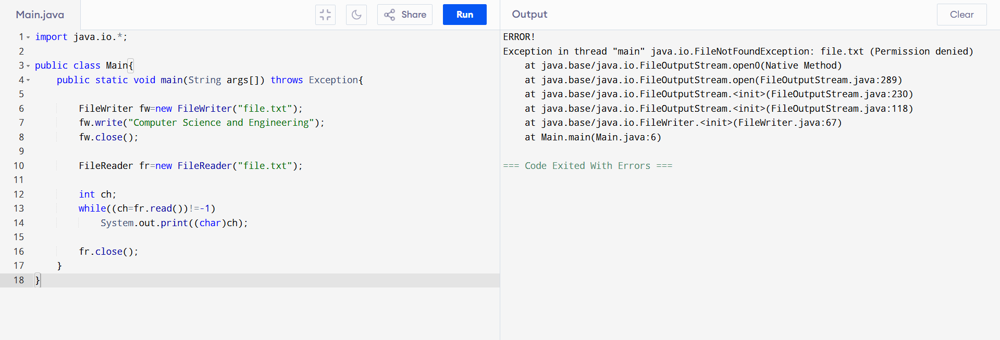 Main.java
Share
Run
1 import java.io.*;
2
3 public class Main{
4     public static void main(String args[]) throws Exception{
5
6         FileWriter fw=new FileWriter("file.txt");
7         fw.write("Computer Science and Engineering");
8         fw.close();
9
10         FileReader fr=new FileReader("file.txt");
11
12         int ch;
13         while((ch=fr.read())!=-1)
14             System.out.print((char)ch);
15
16         fr.close();
17     }
18 }
Output
Clear
ERROR!
Exception in thread "main" java.io.FileNotFoundException: file.txt (Permission denied)
    at java.base/java.io.FileOutputStream.open0(Native Method)
    at java.base/java.io.FileOutputStream.open(FileOutputStream.java:289)
    at java.base/java.io.FileOutputStream.<init>(FileOutputStream.java:230)
    at java.base/java.io.FileOutputStream.<init>(FileOutputStream.java:118)
    at java.base/java.io.FileWriter.<init>(FileWriter.java:67)
    at Main.main(Main.java:6)
=== Code Exited With Errors ===